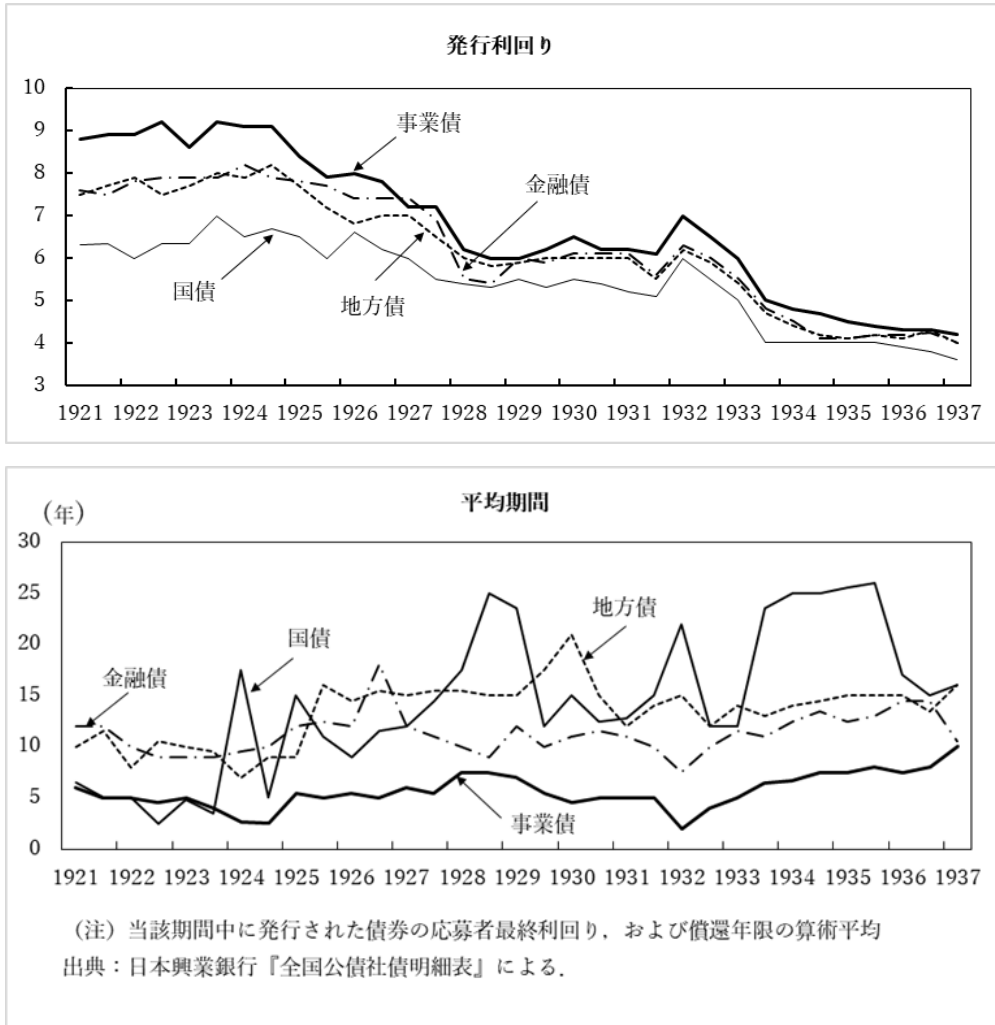 発行利回り
10
9
8
7
6
5
4
3
事業債
金融債
国債
地方債
1921 1922 1923 1924 1925 1926 1927 1928 1929 1930 1931 1932 1933 1934 1935 1936 1937
平均期間
(年)
30
25
20
15
10
5
0
地方債
国債
金融債
事業債
1921 1922 1923 1924 1925 1926 1927 1928 1929 1930 1931 1932 1933 1934 1935 1936 1937
（注）当該期間中に発行された債券の応募者最終利回り，および償還年限の算術平均
出典：日本興業銀行『全国公債社債明細表』による．